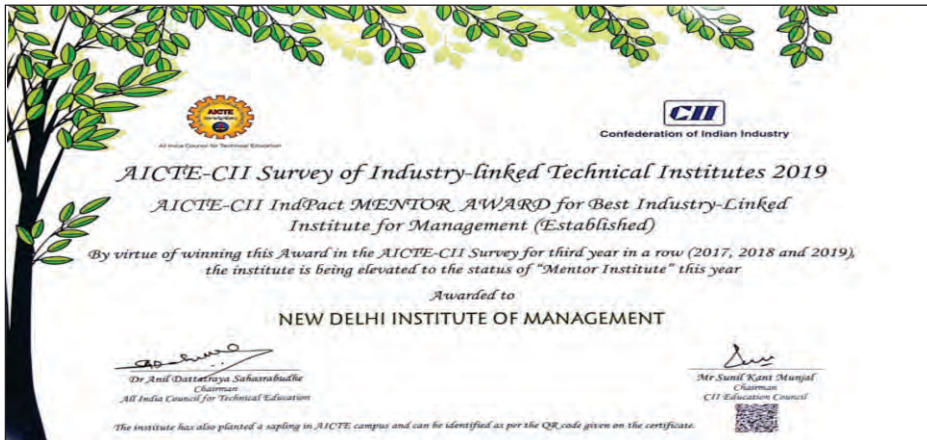 AICTE
All India Council for Technical Education
CII
Confederation of Indian Industry
AICTE-CII Survey of Industry-linked Technical Institutes 2019
AICTE-CII IndPact MENTOR AWARD for Best Industry-Linked
Institute for Management (Established)
By virtue of winning this Award in the AICTE-CII Survey for third year in a row (2017, 2018 and 2019),
the institute is being elevated to the status of "Mentor Institute" this year
Awarded to
NEW DELHI INSTITUTE OF MANAGEMENT
Dr Anil Dattatraya Sahasrabudhe
Chairman
All India Council for Technical Education
Mr Sunil Kant Munjal
Chairman
CII Education Council
The institute has also planted a sapling in AICTE campus and can be identified as per the QR code given on the certificate.